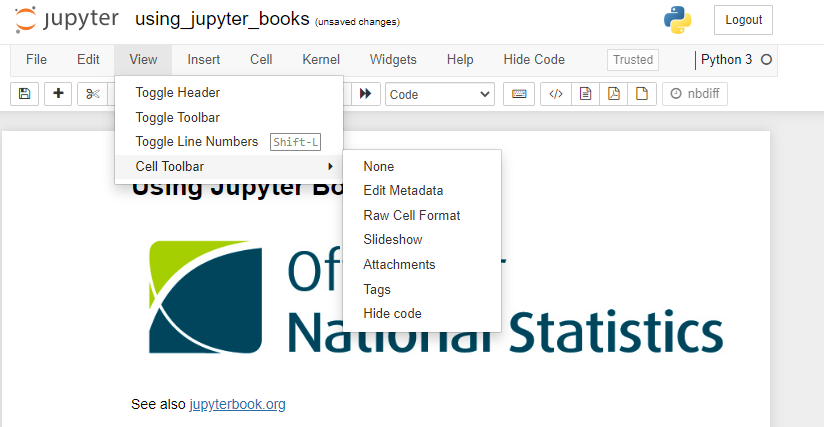 jupyter using_jupyter_books (unsaved changes) Logout
File Edit View Insert Cell Kernel Widgets Help Hide Code Trusted Python 3
Code nbdiff
Toggle Header
Toggle Toolbar
Toggle Line Numbers Shift-L
Cell Toolbar
None
Edit Metadata
Raw Cell Format
Slideshow
Attachments
Tags
Hide code
Using Jupyter Bo
Of
National Statistics
See also jupyterbook.org